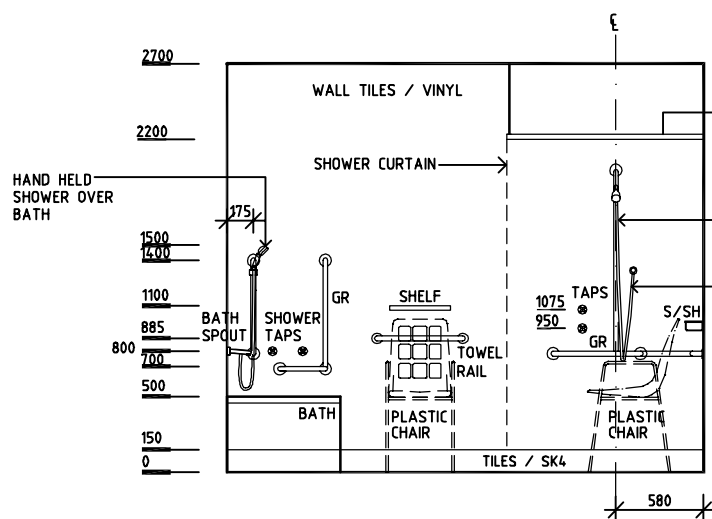 ℄
2700
WALL TILES / VINYL
2200
SHOWER CURTAIN
HAND HELD
SHOWER OVER
BATH
175
1500
1400
1100
885
800
700
500
150
0
GR
BATH
SPOUT
SHOWER
TAPS
SHELF
TOWEL
RAIL
1075
950
TAPS
S/SH
GR
BATH
PLASTIC
CHAIR
PLASTIC
CHAIR
TILES / SK4
580